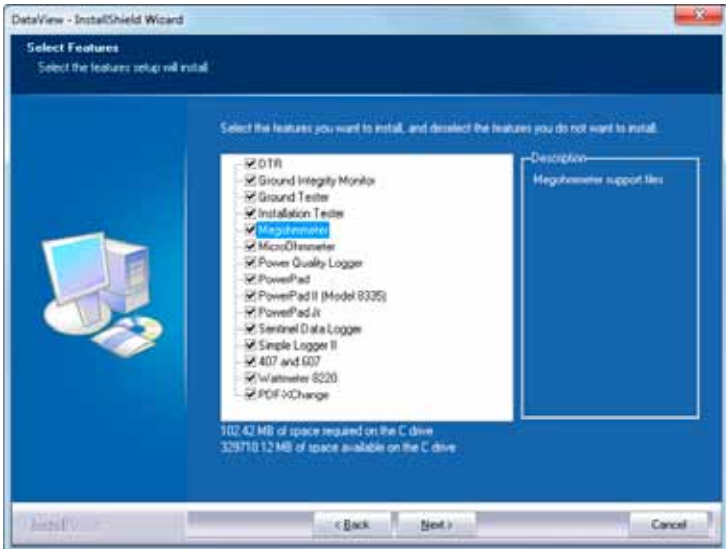 DataView - InstallShield Wizard
Select Features
Select the features setup will install.
Select the features you want to install, and deselect the features you do not want to install.
DTR
Ground Integrity Monitor
Ground Tester
Installation Tester
Megohmmeter
MicroOhmmeter
Power Quality Logger
PowerPad
PowerPad II (Model 8335)
PowerPad Jr
Sentinel Data Logger
Simple Logger II
407 and 607
Wattmeter 8220
PDF-XChange
Description
Megohmmeter support files
102.42 MB of space required on the C drive
329710.12 MB of space available on the C drive
< Back
Next >
Cancel